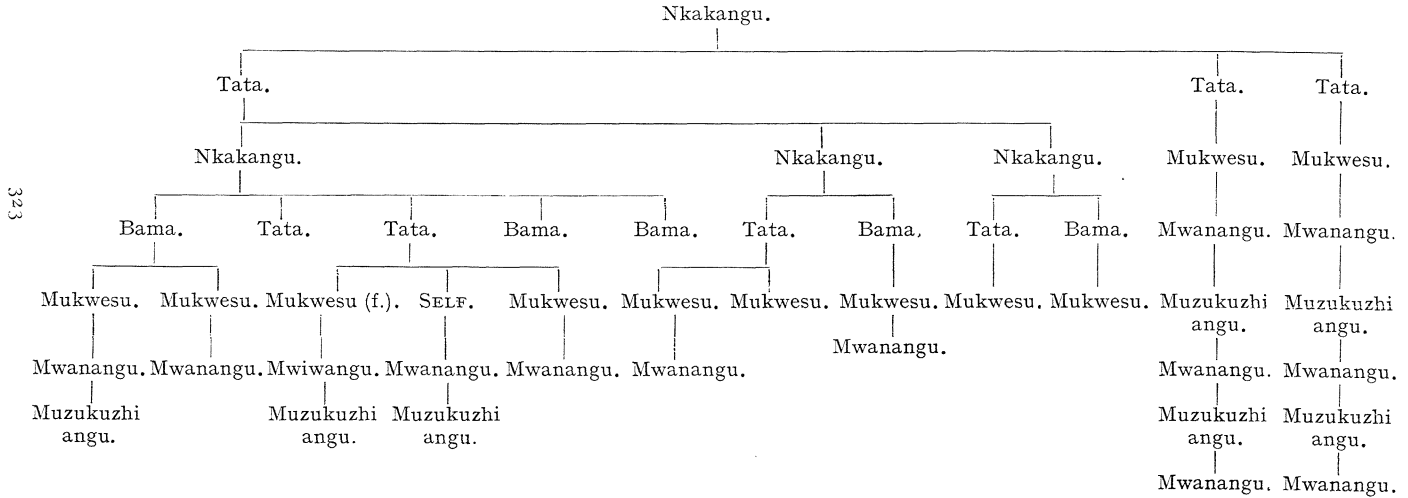 Nkakangu.
Tata. Tata. Tata.
Nkakangu. Nkakangu. Nkakangu. Mukwesu. Mukwesu.
323
Bama. Tata. Tata. Bama. Bama. Tata. Bama, Tata. Bama. Mwanangu. Mwanangu.
Mukwesu. Mukwesu. Mukwesu (f.). SELF. Mukwesu. Mukwesu. Mukwesu. Mukwesu. Mukwesu. Mukwesu. Muzukuzhi Muzukuzhi
angu. angu.
Mwanangu.
Mwanangu. Mwanangu. Mwiwangu. Mwanangu. Mwanangu. Mwanangu. Mwanangu. Mwanangu.
Muzukuzhi Muzukuzhi Muzukuzhi Muzukuzhi Muzukuzhi
angu. angu. angu. angu. angu.
Mwanangu. Mwanangu.